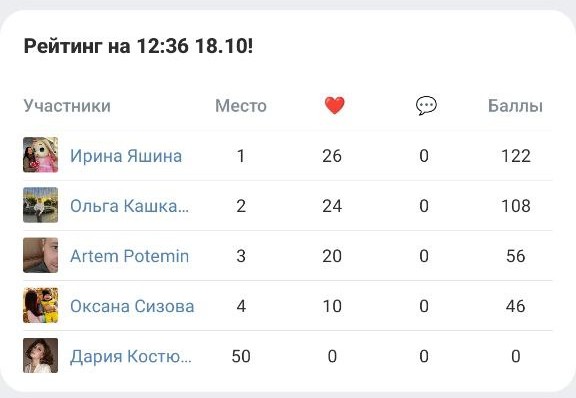 Рейтинг на 12:36 18.10!
Участники Место ❤️ 💬 Баллы
Ирина Яшина 1 26 0 122
Ольга Кашка... 2 24 0 108
Artem Potemin 3 20 0 56
Оксана Сизова 4 10 0 46
Дария Костю... 50 0 0 0